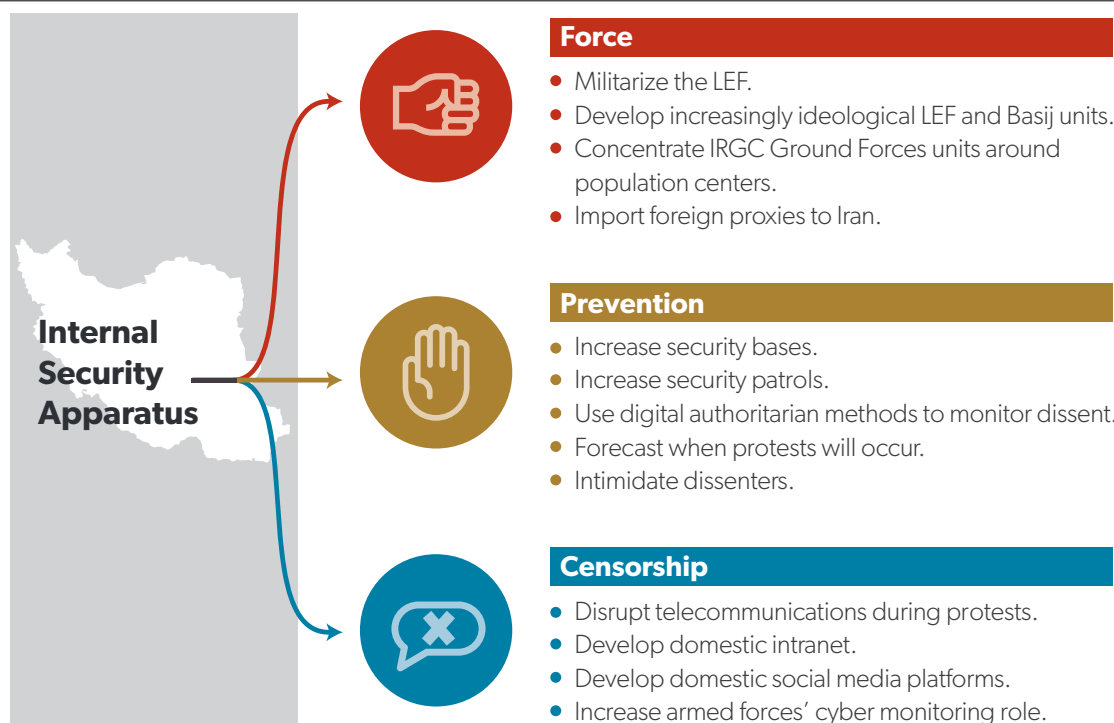 Internal
Security
Apparatus
Force
• Militarize the LEF.
• Develop increasingly ideological LEF and Basij units.
• Concentrate IRGC Ground Forces units around
population centers.
• Import foreign proxies to Iran.
Prevention
• Increase security bases.
• Increase security patrols.
• Use digital authoritarian methods to monitor dissent.
• Forecast when protests will occur.
• Intimidate dissenters.
Censorship
• Disrupt telecommunications during protests.
• Develop domestic intranet.
• Develop domestic social media platforms.
• Increase armed forces’ cyber monitoring role.